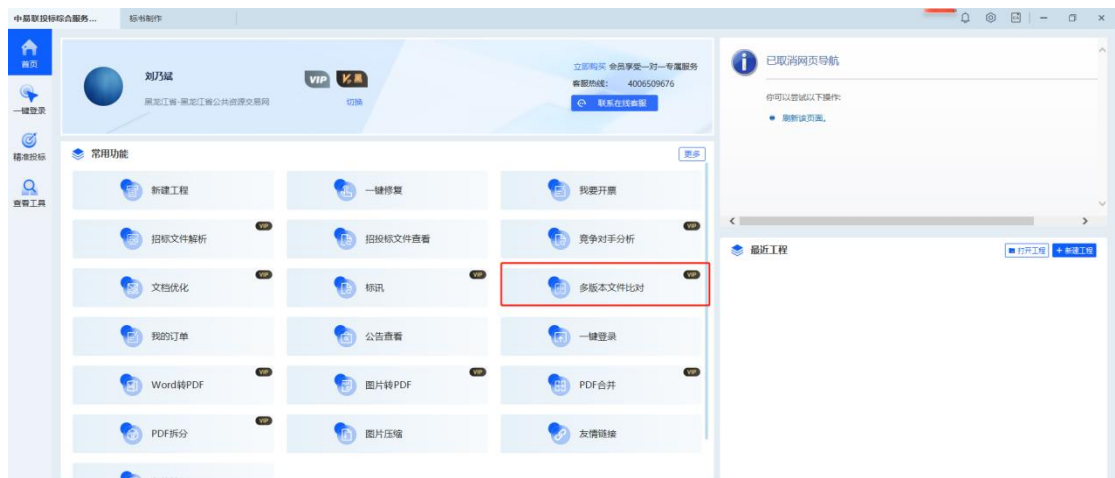 中易联投标综合服务...
标书制作
首页
一键登录
精准投标
查看工具
刘乃斌
黑龙江省-黑龙江省公共资源交易网
VIP
黑
切换
立即购买 会员享受一对一专属服务
客服热线: 4006509676
联系在线客服
常用功能
更多
新建工程
一键修复
我要开票
招标文件解析
VIP
招投标文件查看
竞争对手分析
VIP
文档优化
VIP
标讯
VIP
多版本文件比对
VIP
我的订单
公告查看
一键登录
Word转PDF
VIP
图片转PDF
VIP
PDF合并
VIP
PDF拆分
VIP
图片压缩
友情链接
已取消网页导航
你可以尝试以下操作:
刷新该页面。
最近工程
打开工程
+ 新建工程